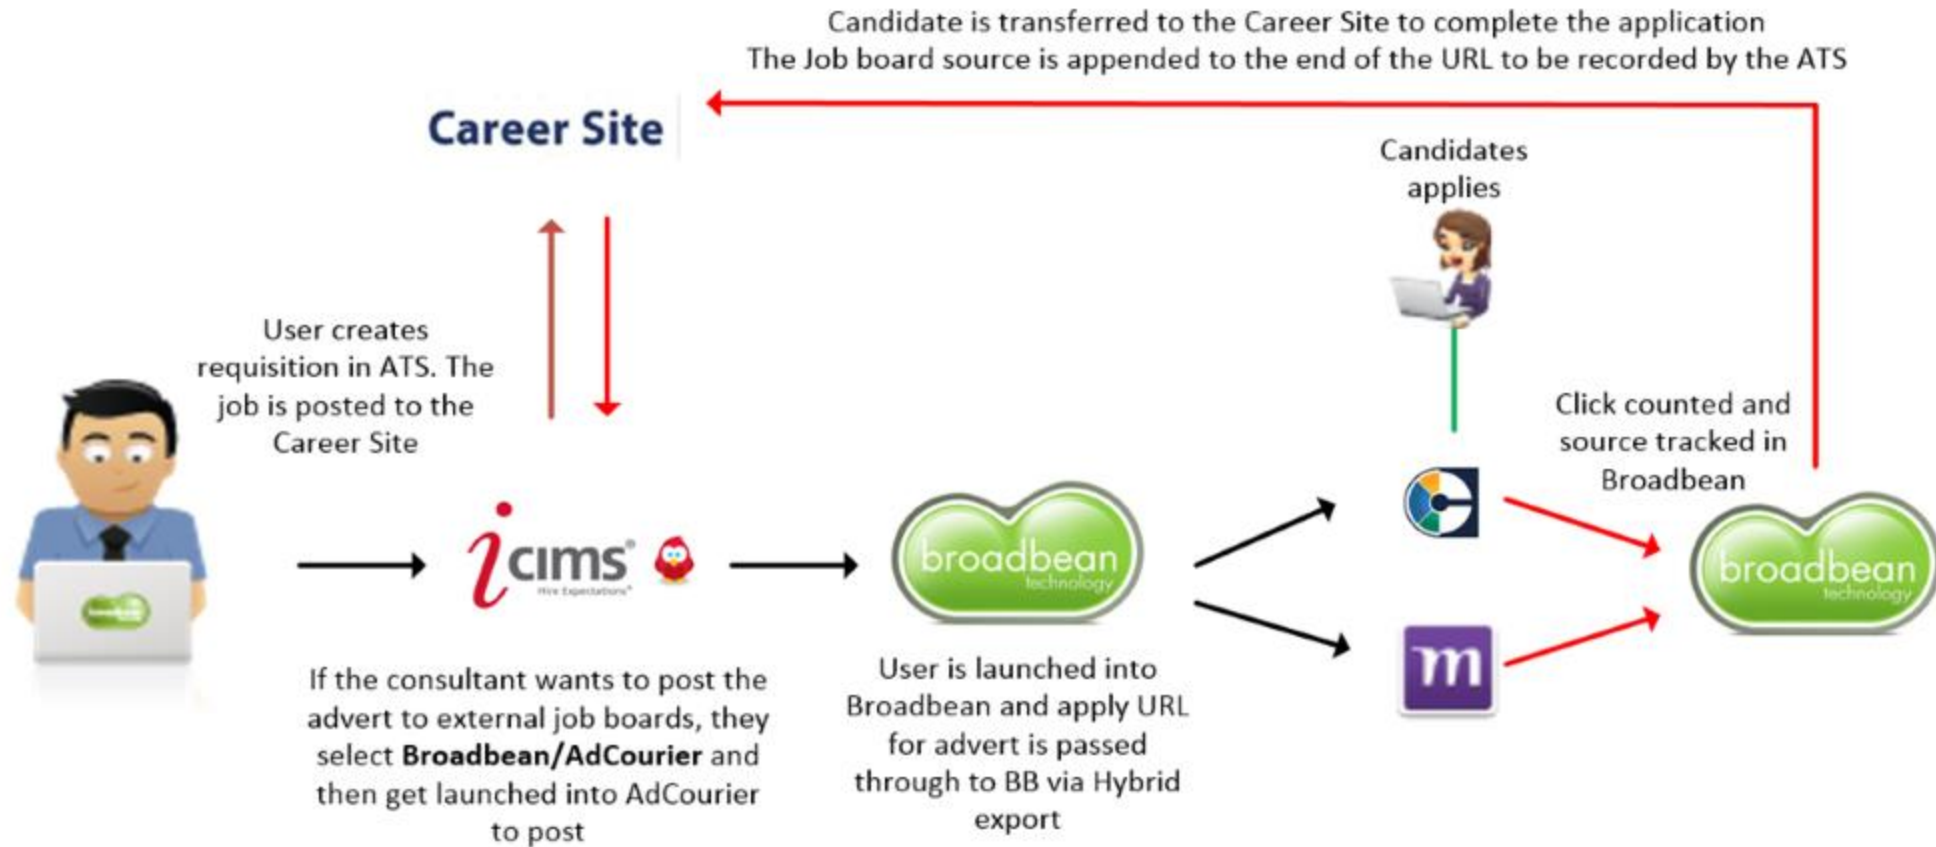 Candidate is transferred to the Career Site to complete the application
The Job board source is appended to the end of the URL to be recorded by the ATS
Career Site
Candidates
applies
User creates
requisition in ATS. The
job is posted to the
Career Site
Click counted and
source tracked in
Broadbean
icims®
Hire Expectations®
broadbean
technology
m
broadbean
technology
If the consultant wants to post the
advert to external job boards, they
select Broadbean/AdCourier and
then get launched into AdCourier
to post
User is launched into
Broadbean and apply URL
for advert is passed
through to BB via Hybrid
export